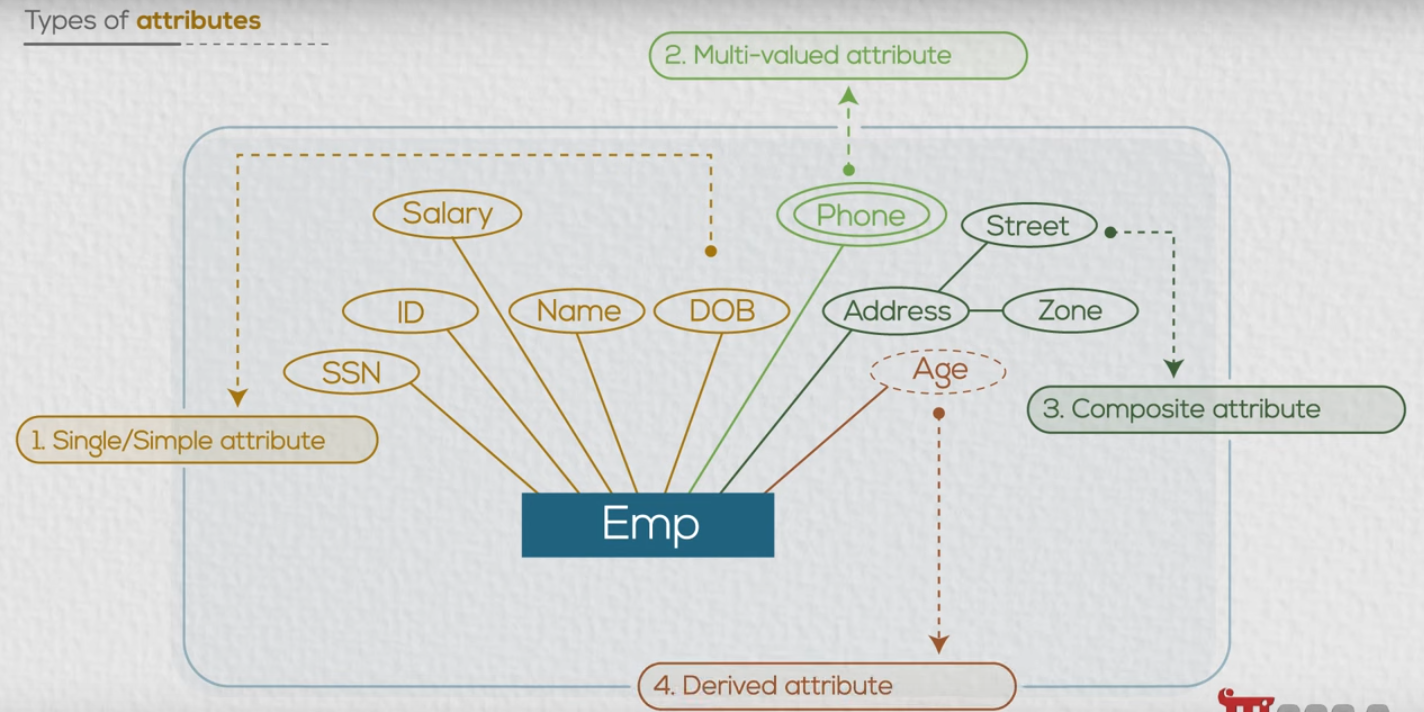 Types of attributes
2. Multi-valued attribute
Salary
Phone
Street
ID
Name
DOB
Address
Zone
SSN
Age
3. Composite attribute
1. Single/Simple attribute
Emp
4. Derived attribute